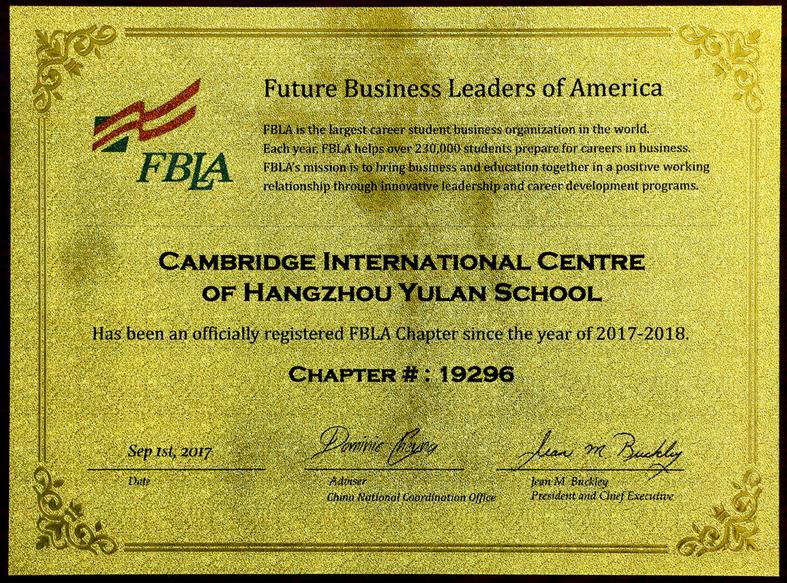 Future Business Leaders of America
FBLA is the largest career student business organization in the world.
Each year, FBLA helps over 230,000 students prepare for careers in business.
FBLA's mission is to bring business and education together in a positive working
relationship through innovative leadership and career development programs.
FBLA
CAMBRIDGE INTERNATIONAL CENTRE
OF HANGZHOU YULAN SCHOOL
Has been an officially registered FBLA Chapter since the year of 2017-2018.
CHAPTER # : 19296
Sep 1st, 2017
Dominic
Jean M Buckley
Date
Adviser
China National Coordination Office
Jean M. Buckley
President and Chief Executive